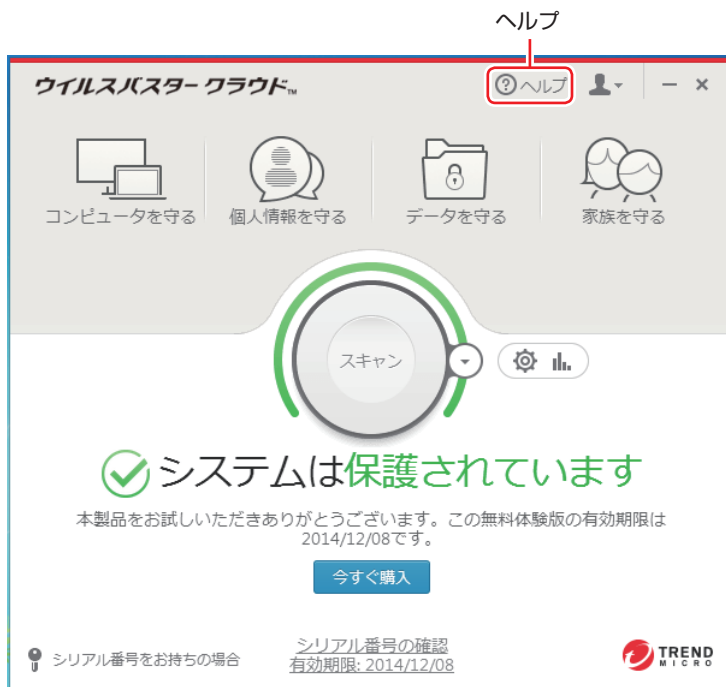 ヘルプ
ウイルスバスター クラウド™
?ヘルプ
コンピュータを守る
個人情報を守る
データを守る
家族を守る
スキャン
システムは保護されています
本製品をお試しいただきありがとうございます。この無料体験版の有効期限は
2014/12/08です。
今すぐ購入
シリアル番号をお持ちの場合
シリアル番号の確認
有効期限: 2014/12/08
TREND
MICRO